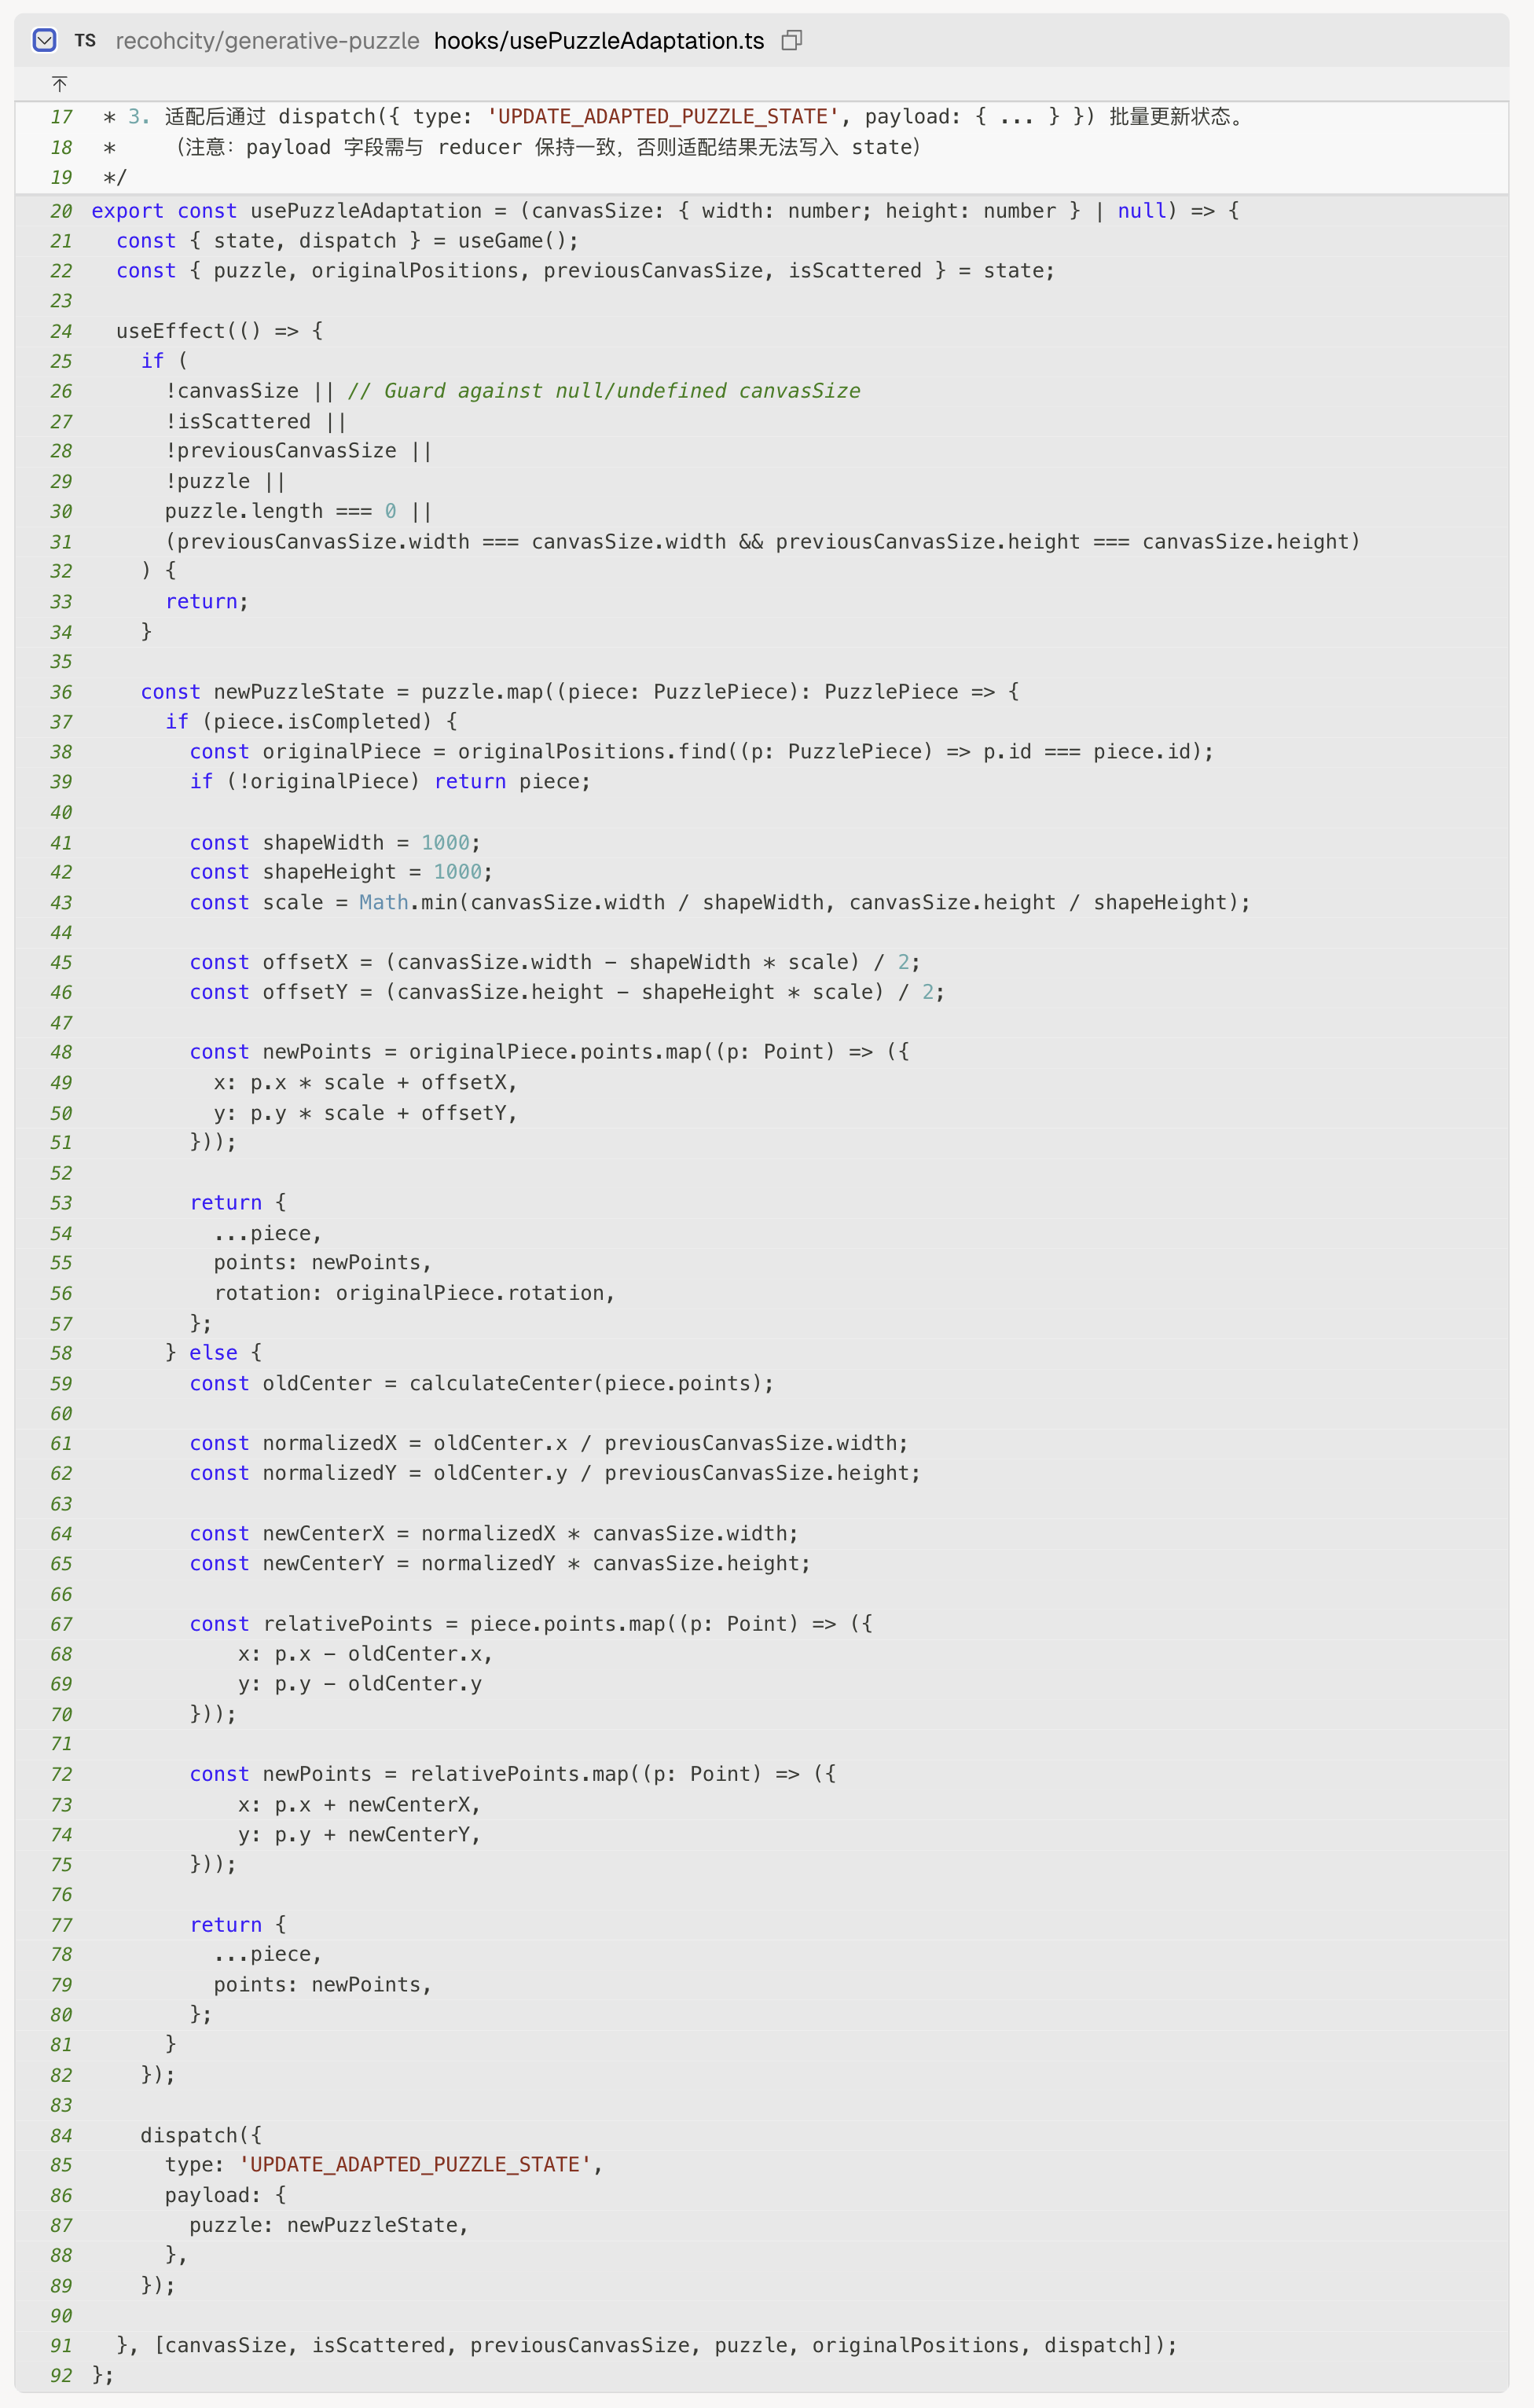 TS recohcity/generative-puzzle hooks/usePuzzleAdaptation.ts
17 * 3. 适配后通过 dispatch({ type: 'UPDATE_ADAPTED_PUZZLE_STATE', payload: { ... } }) 批量更新状态。
18 *    （注意：payload 字段需与 reducer 保持一致，否则适配结果无法写入 state）
19 */
20 export const usePuzzleAdaptation = (canvasSize: { width: number; height: number } | null) => {
21   const { state, dispatch } = useGame();
22   const { puzzle, originalPositions, previousCanvasSize, isScattered } = state;
23
24   useEffect(() => {
25     if (
26       !canvasSize || // Guard against null/undefined canvasSize
27       !isScattered ||
28       !previousCanvasSize ||
29       !puzzle ||
30       puzzle.length === 0 ||
31       (previousCanvasSize.width === canvasSize.width && previousCanvasSize.height === canvasSize.height)
32     ) {
33       return;
34     }
35
36     const newPuzzleState = puzzle.map((piece: PuzzlePiece): PuzzlePiece => {
37       if (piece.isCompleted) {
38         const originalPiece = originalPositions.find((p: PuzzlePiece) => p.id === piece.id);
39         if (!originalPiece) return piece;
40
41         const shapeWidth = 1000;
42         const shapeHeight = 1000;
43         const scale = Math.min(canvasSize.width / shapeWidth, canvasSize.height / shapeHeight);
44
45         const offsetX = (canvasSize.width - shapeWidth * scale) / 2;
46         const offsetY = (canvasSize.height - shapeHeight * scale) / 2;
47
48         const newPoints = originalPiece.points.map((p: Point) => ({
49           x: p.x * scale + offsetX,
50           y: p.y * scale + offsetY,
51         }));
52
53         return {
54           ...piece,
55           points: newPoints,
56           rotation: originalPiece.rotation,
57         };
58       } else {
59         const oldCenter = calculateCenter(piece.points);
60
61         const normalizedX = oldCenter.x / previousCanvasSize.width;
62         const normalizedY = oldCenter.y / previousCanvasSize.height;
63
64         const newCenterX = normalizedX * canvasSize.width;
65         const newCenterY = normalizedY * canvasSize.height;
66
67         const relativePoints = piece.points.map((p: Point) => ({
68             x: p.x - oldCenter.x,
69             y: p.y - oldCenter.y
70         }));
71
72         const newPoints = relativePoints.map((p: Point) => ({
73             x: p.x + newCenterX,
74             y: p.y + newCenterY,
75         }));
76
77         return {
78           ...piece,
79           points: newPoints,
80         };
81       }
82     });
83
84     dispatch({
85       type: 'UPDATE_ADAPTED_PUZZLE_STATE',
86       payload: {
87         puzzle: newPuzzleState,
88       },
89     });
90
91   }, [canvasSize, isScattered, previousCanvasSize, puzzle, originalPositions, dispatch]);
92 };